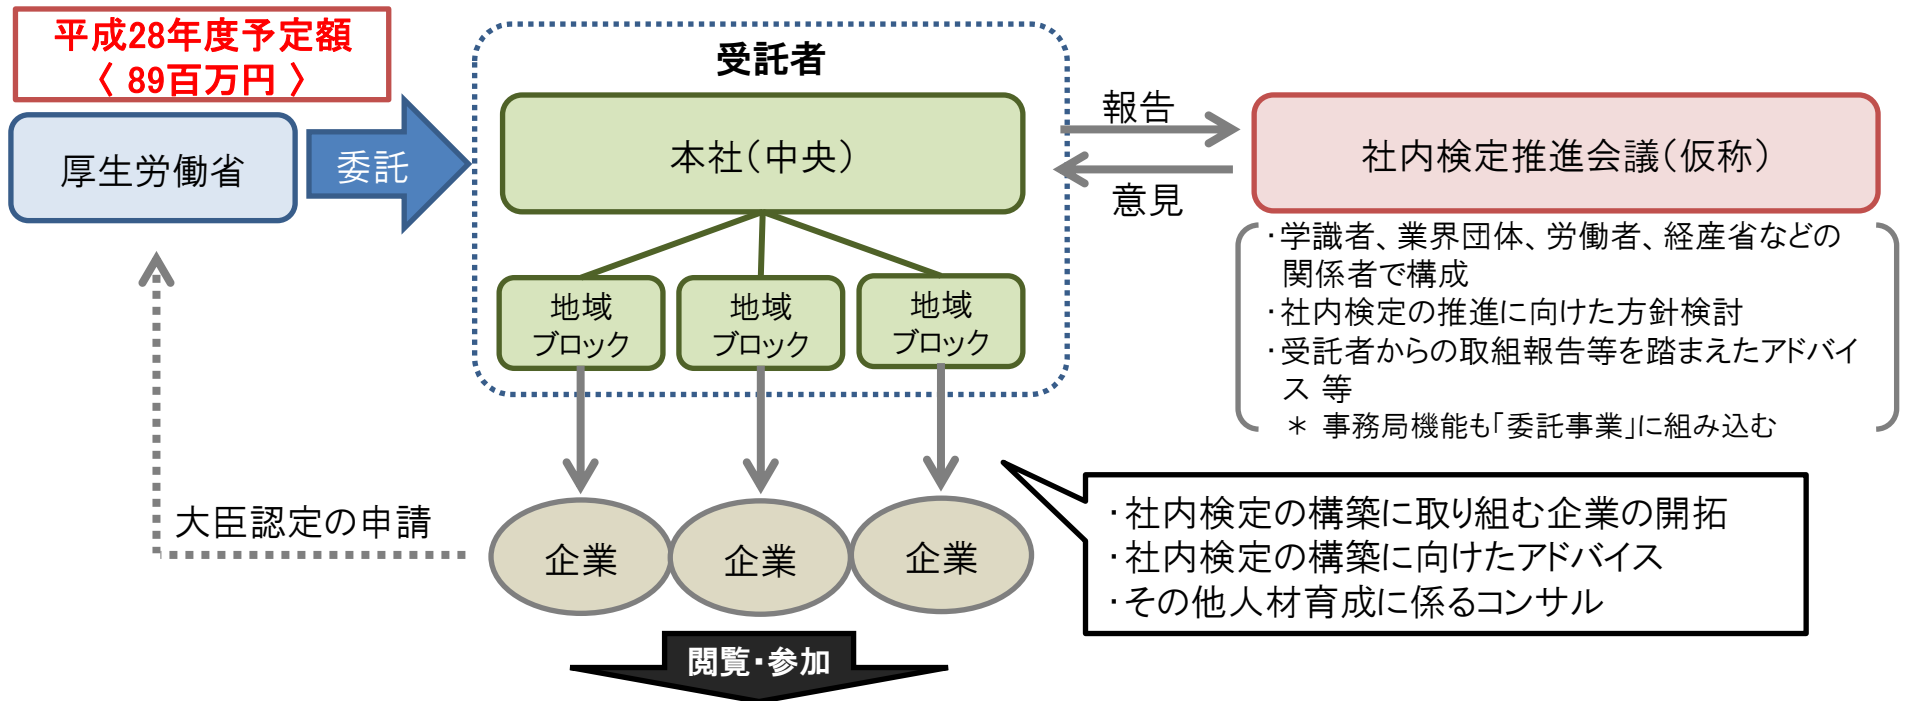 平成28年度予定額
〈 89百万円 〉
厚生労働省
委託
受託者
本社(中央)
地域
ブロック
地域
ブロック
地域
ブロック
報告
意見
社内検定推進会議(仮称)
・学識者、業界団体、労働者、経産省などの
関係者で構成
・社内検定の推進に向けた方針検討
・受託者からの取組報告等を踏まえたアドバイ
ス 等
＊ 事務局機能も「委託事業」に組み込む
大臣認定の申請
企業
企業
企業
・社内検定の構築に取り組む企業の開拓
・社内検定の構築に向けたアドバイス
・その他人材育成に係るコンサル
閲覧・参加